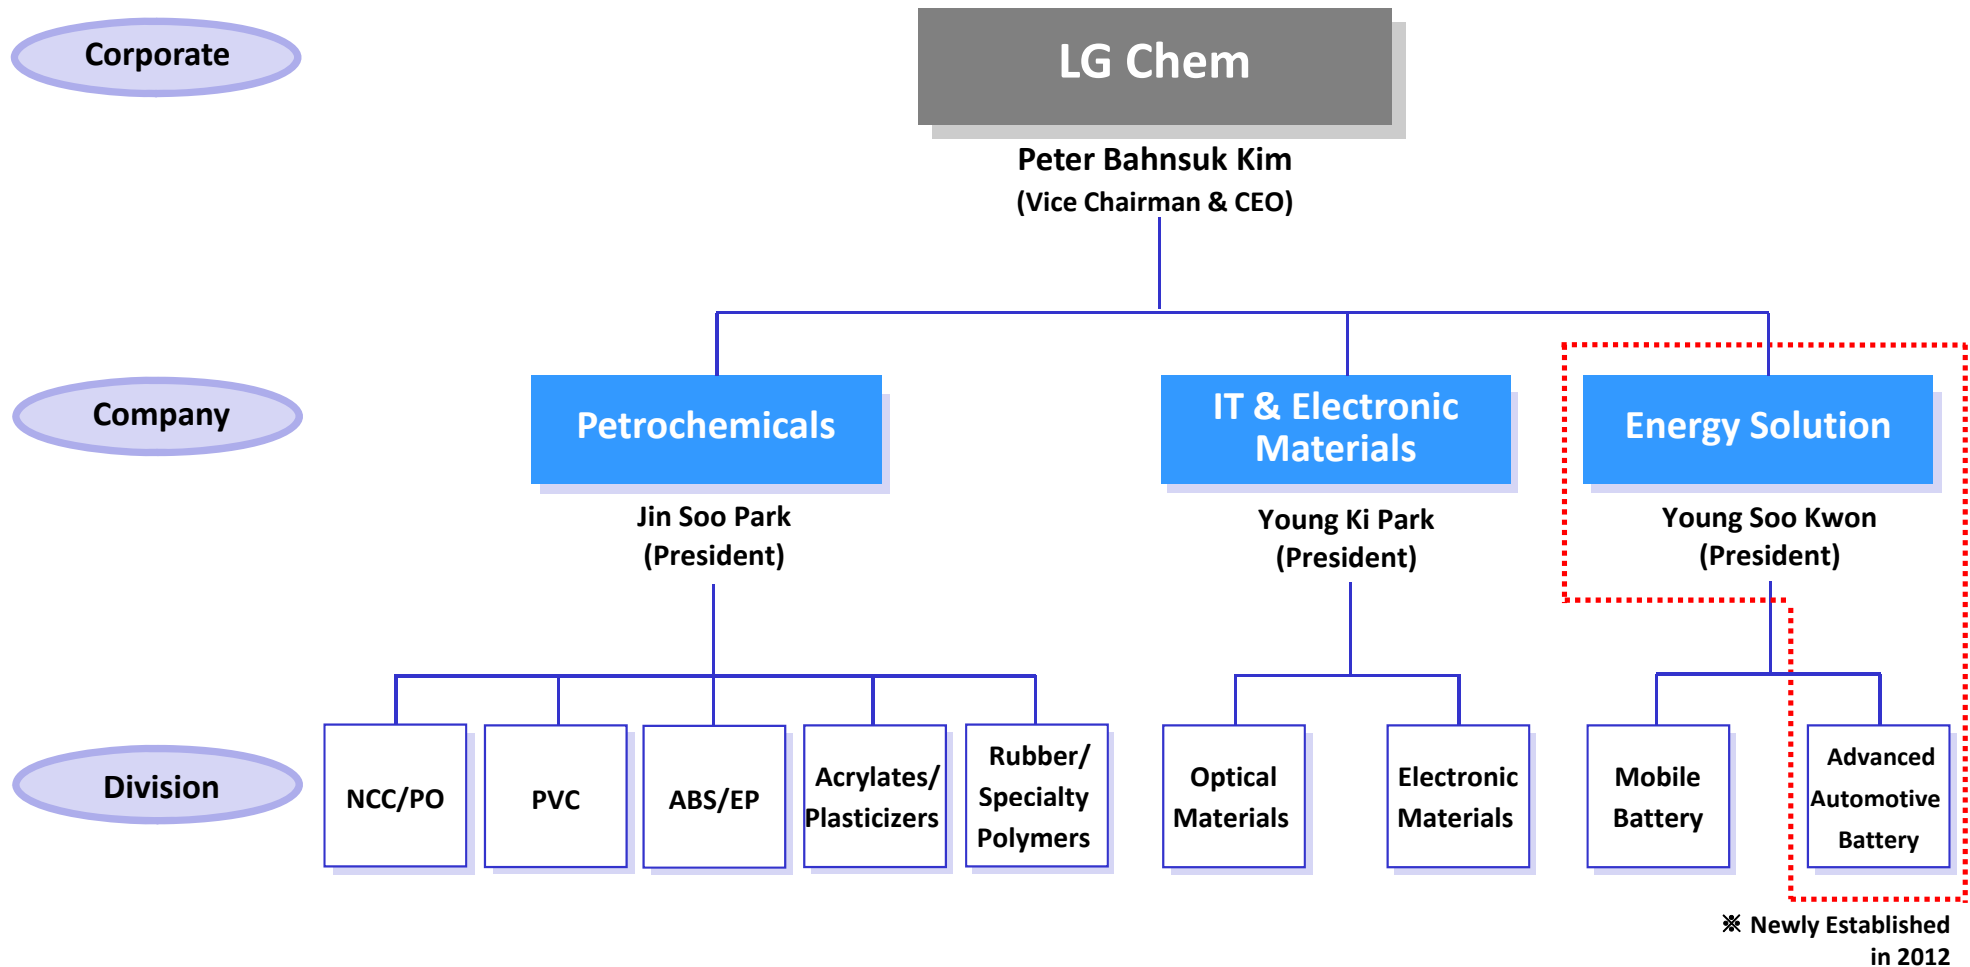 Corporate
LG Chem
Peter Bahnsuk Kim
(Vice Chairman & CEO)
Company
Petrochemicals
IT & Electronic
Materials
Energy Solution
Jin Soo Park
(President)
Young Ki Park
(President)
Young Soo Kwon
(President)
Division
NCC/PO
PVC
ABS/EP
Acrylates/
Plasticizers
Rubber/
Specialty
Polymers
Optical
Materials
Electronic
Materials
Mobile
Battery
Advanced
Automotive
Battery
※ Newly Established
in 2012